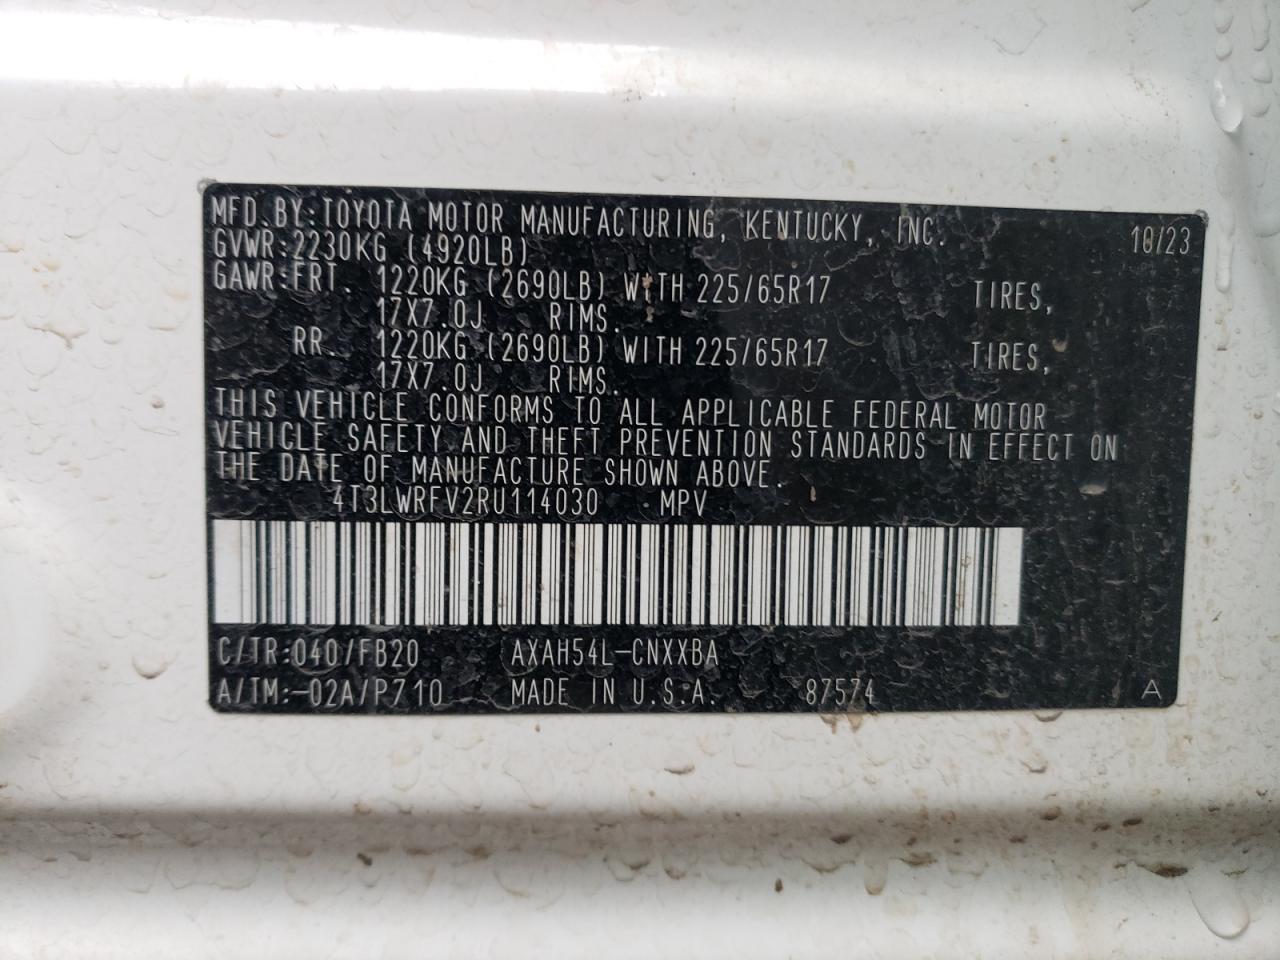 MFD.BY:TOYOTA MOTOR MANUFACTURING, KENTUCKY, INC. 10/23
GVWR:2230KG (4920LB)
GAWR:FRT. 1220KG (2690LB) WITH 225/65R17 TIRES,
17X7.0J RIMS.
RR. 1220KG (2690LB) WITH 225/65R17 TIRES,
17X7.0J RIMS.
THIS VEHICLE CONFORMS TO ALL APPLICABLE FEDERAL MOTOR
VEHICLE SAFETY AND THEFT PREVENTION STANDARDS IN EFFECT ON
THE DATE OF MANUFACTURE SHOWN ABOVE.
4T3LWRFV2RU114030 MPV
C/TR:040/FB20 AXAH54L-CNXXBA
A/TM:-02A/P710 MADE IN U.S.A. 87574 A